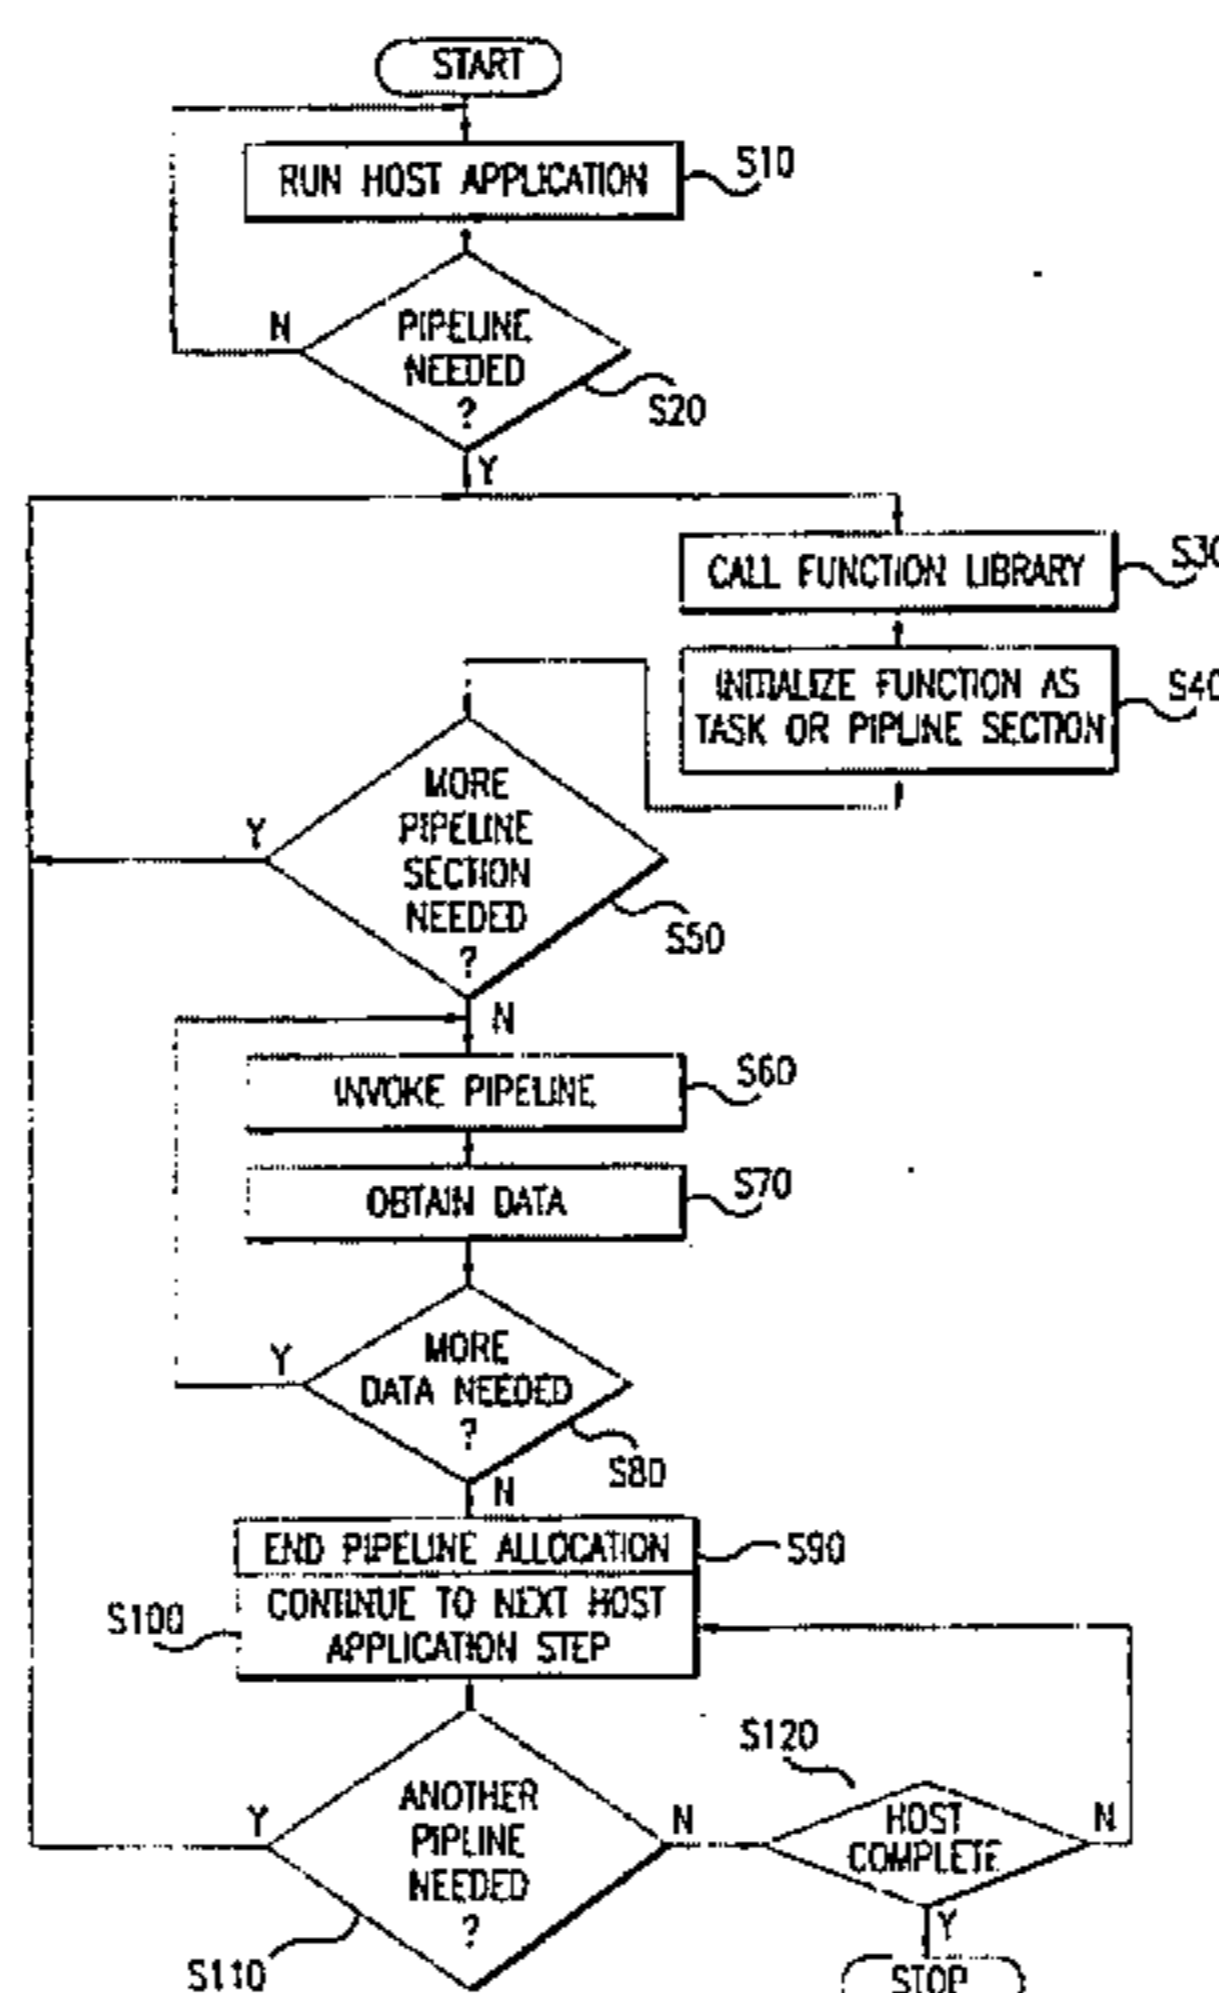 START
RUN HOST APPLICATION
S10
N
PIPELINE
NEEDED
?
S20
Y
CALL FUNCTION LIBRARY
S30
INITIALIZE FUNCTION AS
TASK OR PIPLINE SECTION
S40
MORE
PIPELINE
SECTION
NEEDED
?
Y
S50
N
INVOKE PIPELINE
S60
OBTAIN DATA
S70
MORE
DATA NEEDED
?
Y
S80
N
END PIPELINE ALLOCATION
S90
CONTINUE TO NEXT HOST
APPLICATION STEP
S100
S120
ANOTHER
PIPLINE
NEEDED
?
Y
N
HOST
COMPLETE
N
Y
S110
STOP